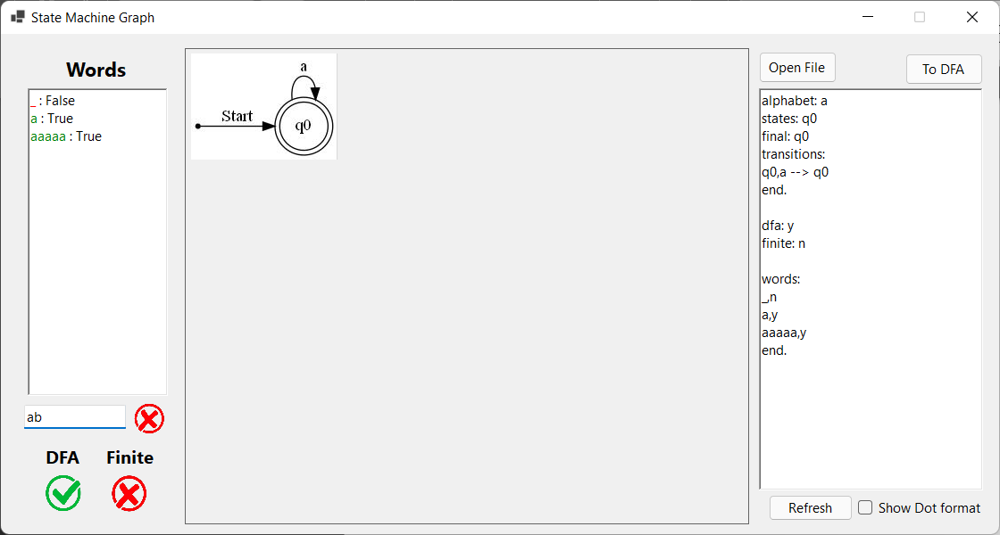 State Machine Graph
Words
_ : False
a : True
aaaaa : True
ab
DFA Finite
a
Start
q0
Open File
To DFA
alphabet: a
states: q0
final: q0
transitions:
q0,a --> q0
end.
dfa: y
finite: n
words:
_,n
a,y
aaaaa,y
end.
Refresh
Show Dot format